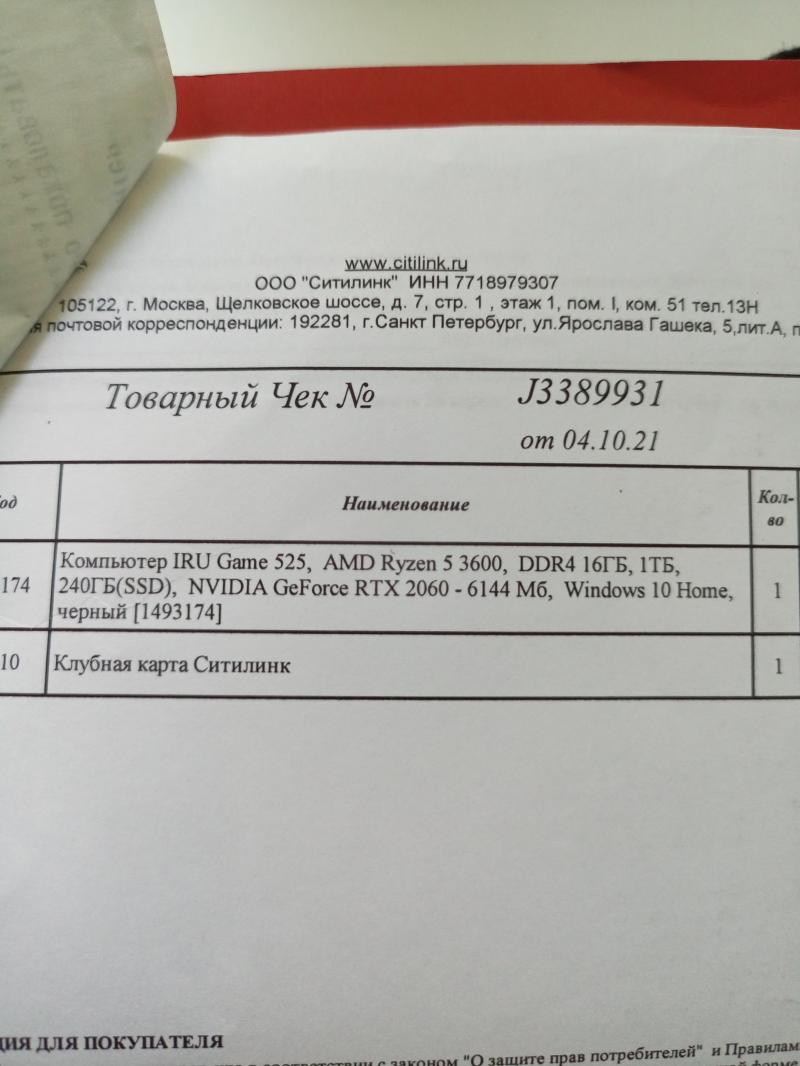 www.citilink.ru
ООО "Ситилинк" ИНН 7718979307
105122, г. Москва, Щелковское шоссе, д. 7, стр. 1 , этаж 1, пом. I, ком. 51 тел.13Н
я почтовой корреспонденции: 192281, г.Санкт Петербург, ул.Ярослава Гашека, 5,лит.А, п
Товарный Чек № J3389931
от 04.10.21
од Наименование Кол-
во
174 Компьютер IRU Game 525, AMD Ryzen 5 3600, DDR4 16ГБ, 1ТБ,
240ГБ(SSD), NVIDIA GeForce RTX 2060 - 6144 Мб, Windows 10 Home,
черный [1493174] 1
10 Клубная карта Ситилинк 1
ЦИЯ ДЛЯ ПОКУПАТЕЛЯ
в соответствии с законом "О защите прав потребителей" и Правилам